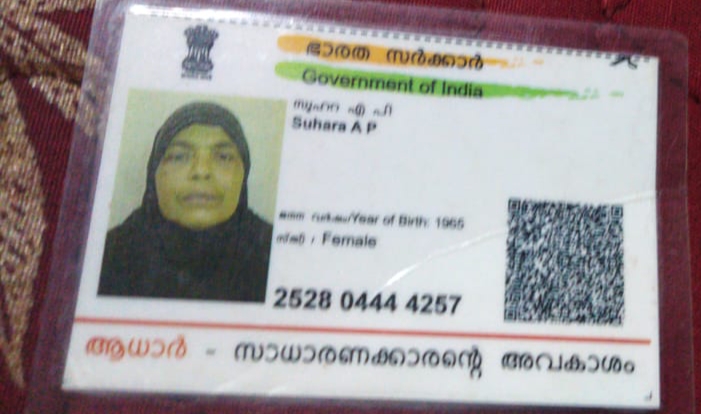 ഭാരത സർക്കാർ
Government of India
സുഹറ എ പി
Suhara A P
ജനന വർഷം/Year of Birth: 1965
സ്ത്രീ / Female
2528 0444 4257
ആധാർ - സാധാരണക്കാരന്റെ അവകാശം